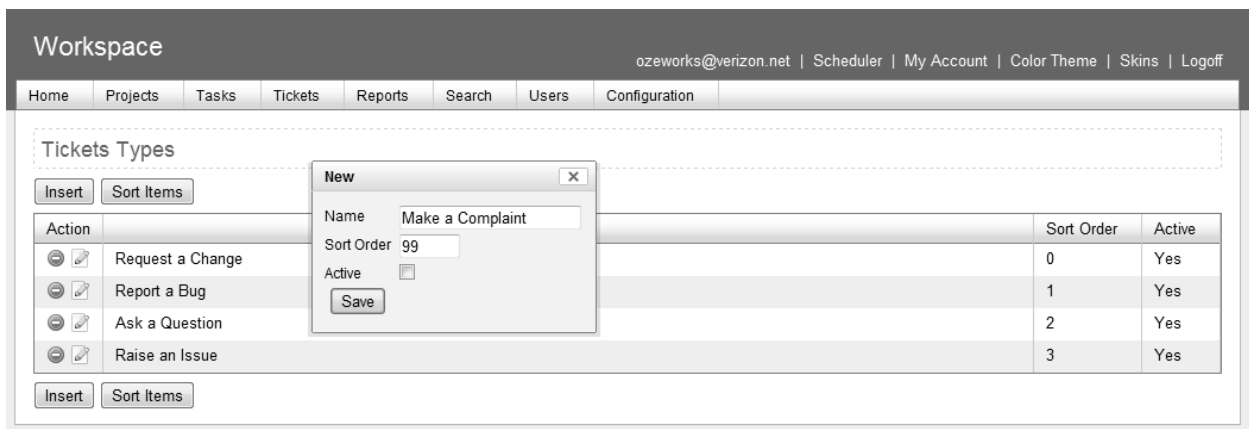 Workspace
ozeworks@verizon.net | Scheduler | My Account | Color Theme | Skins | Logoff
Home Projects Tasks Tickets Reports Search Users Configuration
Tickets Types
Insert Sort Items
Action Sort Order Active
Request a Change 0 Yes
Report a Bug 1 Yes
Ask a Question 2 Yes
Raise an Issue 3 Yes
Insert Sort Items
New
Name Make a Complaint
Sort Order 99
Active
Save